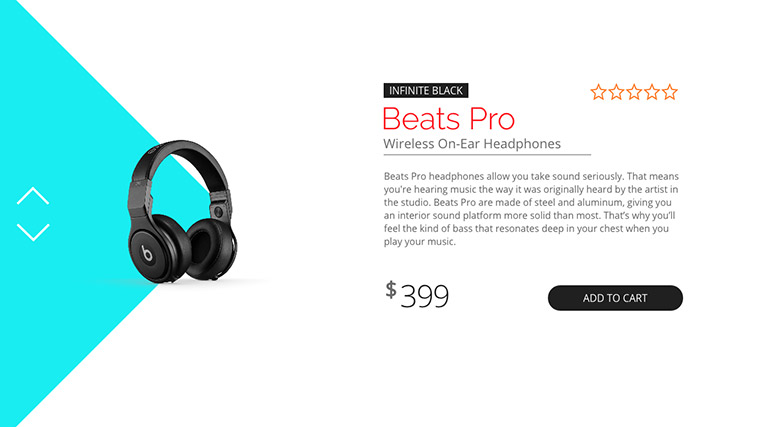 INFINITE BLACK
Beats Pro
Wireless On-Ear Headphones
Beats Pro headphones allow you take sound seriously. That means
you're hearing music the way it was originally heard by the artist in
the studio. Beats Pro are made of steel and aluminum, giving you
an interior sound platform more solid than most. That's why you'll
feel the kind of bass that resonates deep in your chest when you
play your music.
$399
ADD TO CART
b